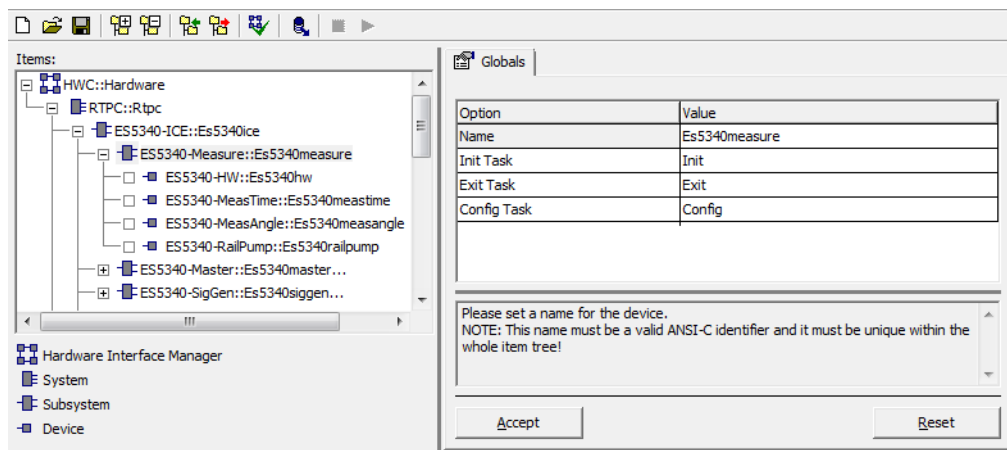 Items:
HWC::Hardware
RTPC::Rtpc
ES5340-ICE::Es5340ice
ES5340-Measure::Es5340measure
ES5340-HW::Es5340hw
ES5340-MeasTime::Es5340meastime
ES5340-MeasAngle::Es5340measangle
ES5340-RailPump::Es5340railpump
ES5340-Master::Es5340master...
ES5340-SigGen::Es5340siggen...
Hardware Interface Manager
System
Subsystem
Device
Globals
Option Value
Name Es5340measure
Init Task Init
Exit Task Exit
Config Task Config
Please set a name for the device.
NOTE: This name must be a valid ANSI-C identifier and it must be unique within the
whole item tree!
Accept Reset